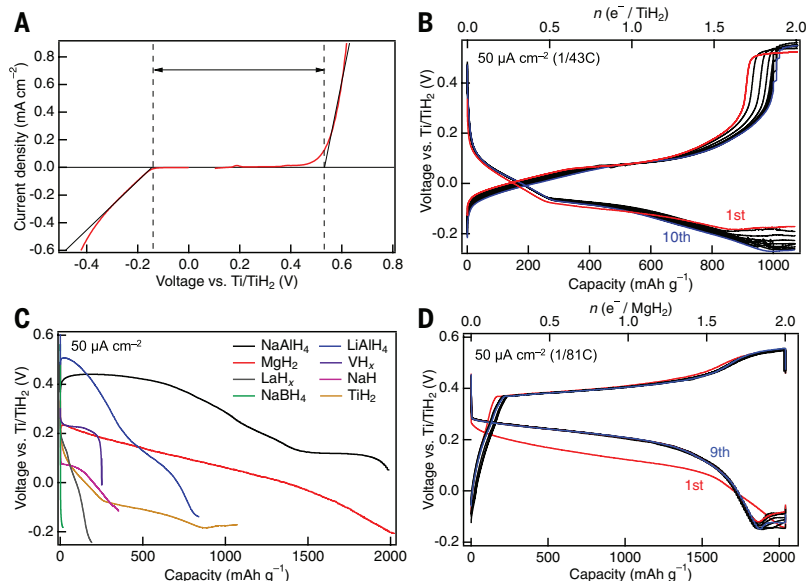 A
Current density (mA cm⁻²)
0.8
0.6
0.4
0.2
0.0
-0.2
-0.4
-0.6
-0.4 -0.2 0.0 0.2 0.4 0.6 0.8
Voltage vs. Ti/TiH₂ (V)
B
n (e⁻ / TiH₂)
0.0 0.5 1.0 1.5 2.0
50 µA cm⁻² (1/43C)
Voltage vs. Ti/TiH₂ (V)
0.4
0.2
0.0
-0.2
1st
10th
0 200 400 600 800 1000
Capacity (mAh g⁻¹)
C
50 µA cm⁻²
NaAlH₄ LiAlH₄
MgH₂ VHₓ
LaHₓ NaH
NaBH₄ TiH₂
Voltage vs. Ti/TiH₂ (V)
0.6
0.4
0.2
0.0
-0.2
0 500 1000 1500 2000
Capacity (mAh g⁻¹)
D
n (e⁻ / MgH₂)
0.0 0.5 1.0 1.5 2.0
50 µA cm⁻² (1/81C)
Voltage vs. Ti/TiH₂ (V)
0.6
0.4
0.2
0.0
-0.2
9th
1st
0 500 1000 1500 2000
Capacity (mAh g⁻¹)